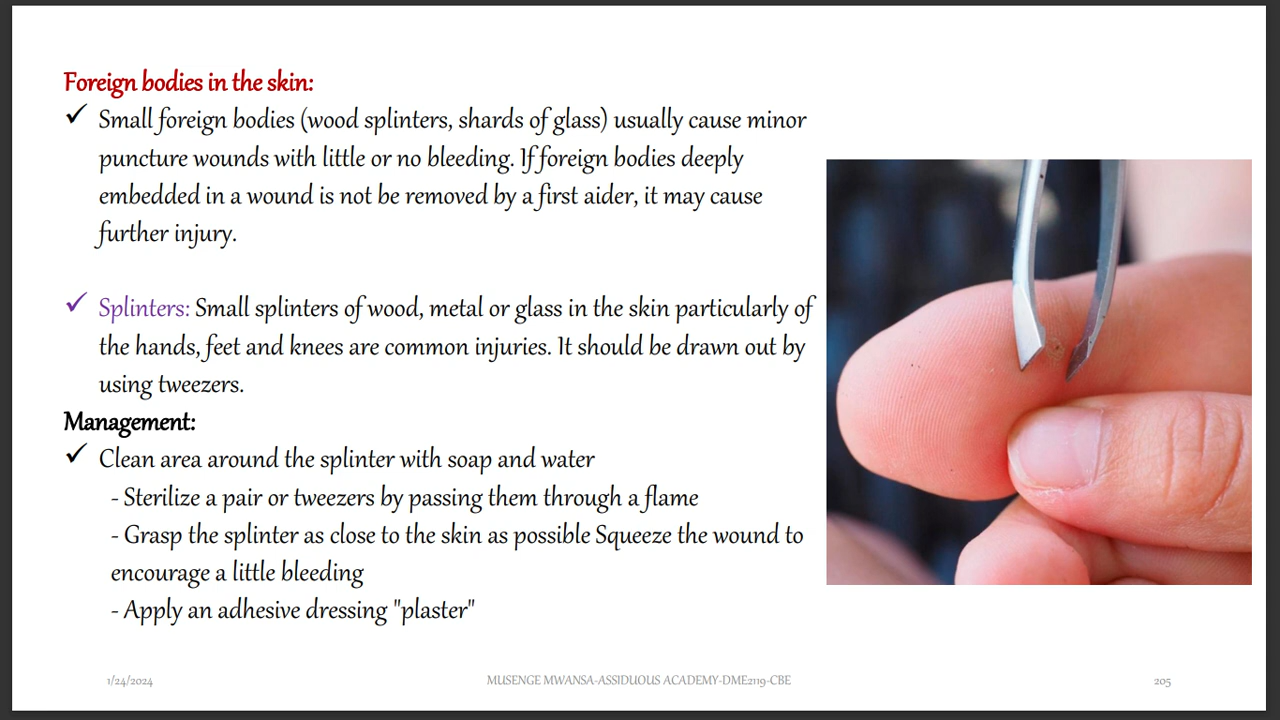 Foreign bodies in the skin:
✓ Small foreign bodies (wood splinters, shards of glass) usually cause minor
puncture wounds with little or no bleeding. If foreign bodies deeply
embedded in a wound is not be removed by a first aider, it may cause
further injury.
✓ Splinters: Small splinters of wood, metal or glass in the skin particularly of
the hands, feet and knees are common injuries. It should be drawn out by
using tweezers.
Management:
✓ Clean area around the splinter with soap and water
- Sterilize a pair or tweezers by passing them through a flame
- Grasp the splinter as close to the skin as possible Squeeze the wound to
encourage a little bleeding
- Apply an adhesive dressing "plaster"
1/24/2024 MUSENGE MWANSA-ASSIDUOUS ACADEMY-DME2119-CBE 205